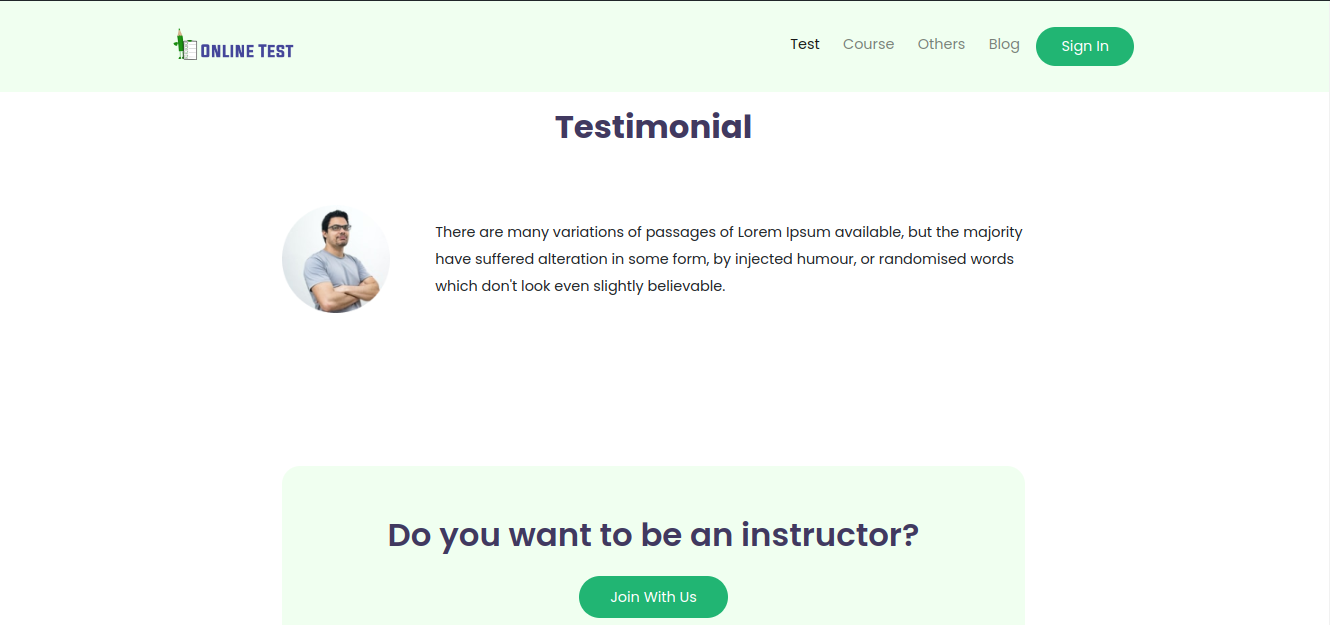 ONLINE TEST
Test Course Others Blog Sign In
Testimonial
There are many variations of passages of Lorem Ipsum available, but the majority
have suffered alteration in some form, by injected humour, or randomised words
which don't look even slightly believable.
Do you want to be an instructor?
Join With Us